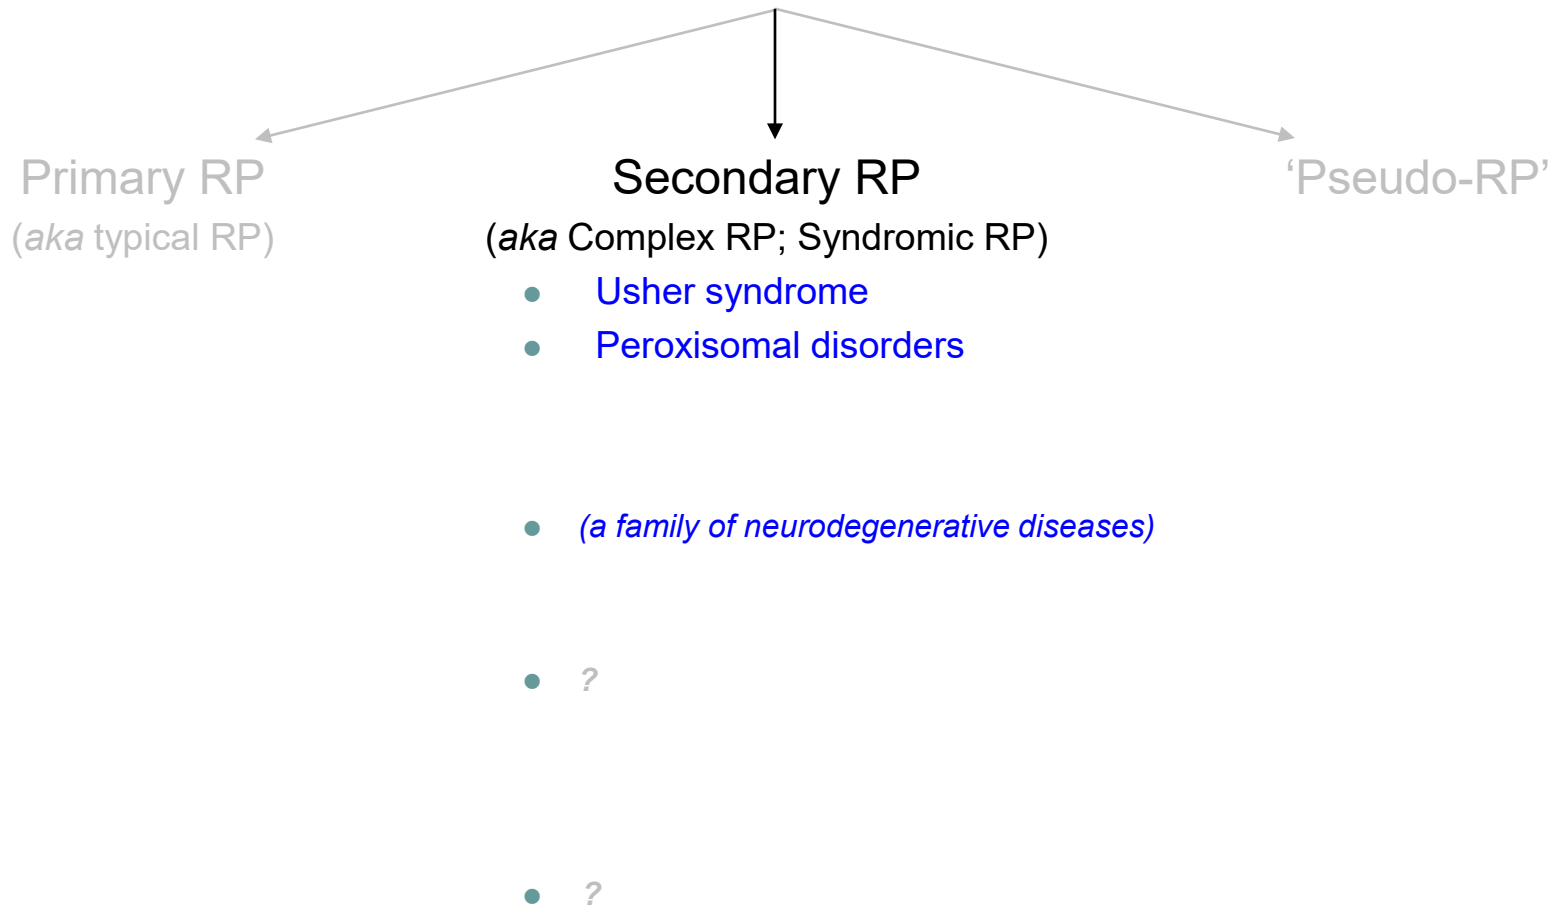 Primary RP
(aka typical RP)
Secondary RP
(aka Complex RP; Syndromic RP)
● Usher syndrome
● Peroxisomal disorders
● (a family of neurodegenerative diseases)
● ?
● ?
‘Pseudo-RP’